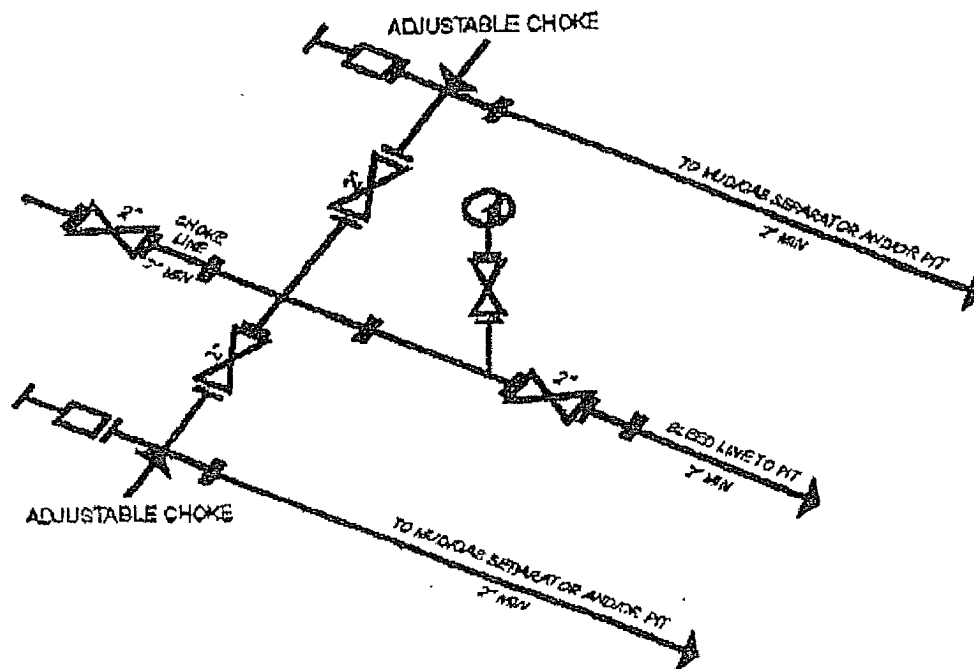 ADJUSTABLE CHOKE
TO MUD/GAS SEPARATOR AND/OR PIT
2" MIN
2"
2"
CHOKE
LINE
2" MIN
2"
2"
BLEED LINE TO PIT
2" MIN
ADJUSTABLE CHOKE
TO MUD/GAS SEPARATOR AND/OR PIT
2" MIN